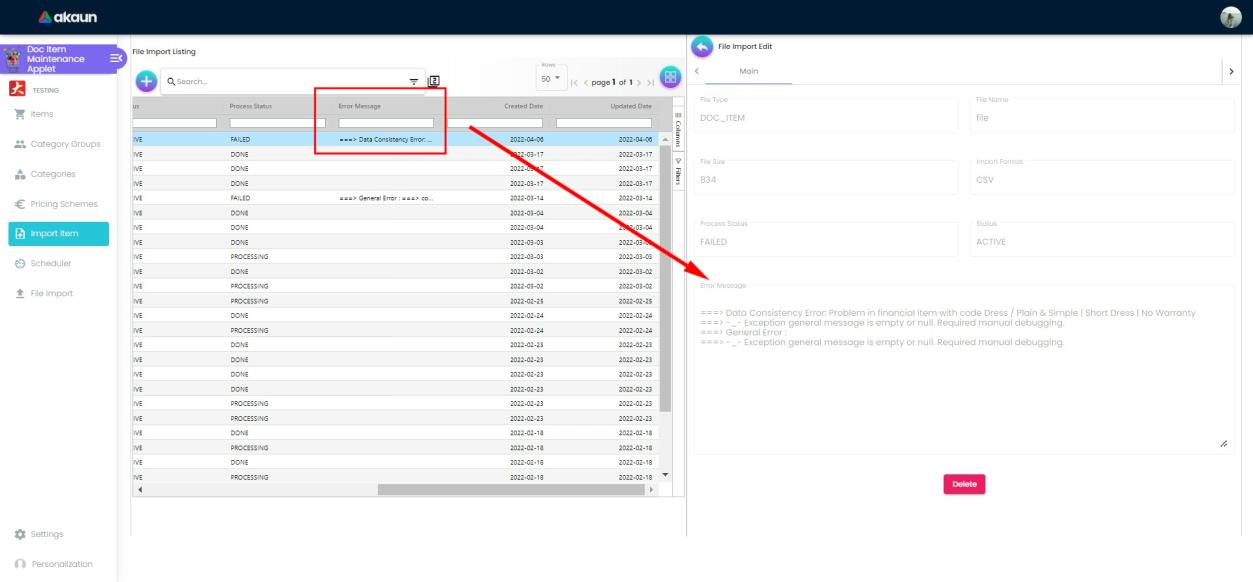 akaun
Doc Item
Maintenance
Applet
TESTING
Items
Category Groups
Categories
Pricing Schemes
Import Item
Scheduler
File Import
Settings
Personalization
File Import Listing
Search...
Rows
50
page 1 of 1
us Process Status Error Message Created Date Updated Date
IVE FAILED ===> Data Consistency Error: ... 2022-04-06 2022-04-06
IVE DONE 2022-03-17 2022-03-17
IVE DONE 2022-03-17 2022-03-17
IVE DONE 2022-03-17 2022-03-17
IVE FAILED ===> General Error : ===> co... 2022-03-14 2022-03-14
IVE DONE 2022-03-04 2022-03-04
IVE DONE 2022-03-04 2022-03-04
IVE DONE 2022-03-03
IVE PROCESSING 2022-03-03 2022-03-03
IVE DONE 2022-03-02 2022-03-02
IVE PROCESSING 2022-03-02 2022-03-02
IVE PROCESSING 2022-02-25 2022-02-25
IVE DONE 2022-02-24 2022-02-24
IVE PROCESSING 2022-02-24 2022-02-24
IVE DONE 2022-02-23 2022-02-23
IVE DONE 2022-02-23 2022-02-23
IVE DONE 2022-02-23 2022-02-23
IVE DONE 2022-02-23 2022-02-23
IVE PROCESSING 2022-02-23 2022-02-23
IVE PROCESSING 2022-02-23 2022-02-23
IVE DONE 2022-02-18 2022-02-18
IVE PROCESSING 2022-02-18 2022-02-18
IVE DONE 2022-02-18 2022-02-18
IVE PROCESSING 2022-02-18 2022-02-18
Columns
Filters
File Import Edit
Main
File Type
DOC_ITEM
File Name
file
File Size
834
Import Format
CSV
Process Status
FAILED
Status
ACTIVE
Error Message
===> Data Consistency Error: Problem in financial item with code Dress / Plain & Simple | Short Dress | No Warranty
===> -_- Exception general message is empty or null. Required manual debugging.
===> General Error :
===> -_- Exception general message is empty or null. Required manual debugging.
Delete